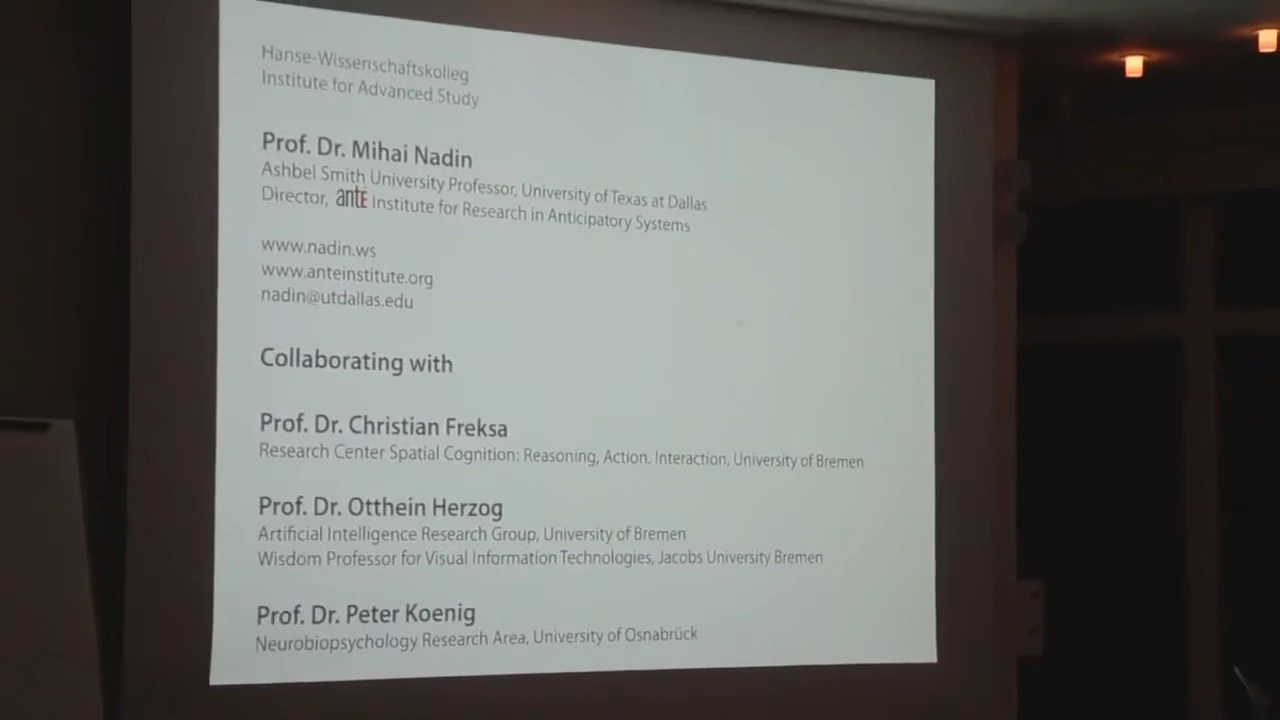 Hanse-Wissenschaftskolleg
Institute for Advanced Study
Prof. Dr. Mihai Nadin
Ashbel Smith University Professor, University of Texas at Dallas
Director, antÉ Institute for Research in Anticipatory Systems
www.nadin.ws
www.anteinstitute.org
nadin@utdallas.edu
Collaborating with
Prof. Dr. Christian Freksa
Research Center Spatial Cognition: Reasoning, Action, Interaction, University of Bremen
Prof. Dr. Otthein Herzog
Artificial Intelligence Research Group, University of Bremen
Wisdom Professor for Visual Information Technologies, Jacobs University Bremen
Prof. Dr. Peter Koenig
Neurobiopsychology Research Area, University of Osnabrück